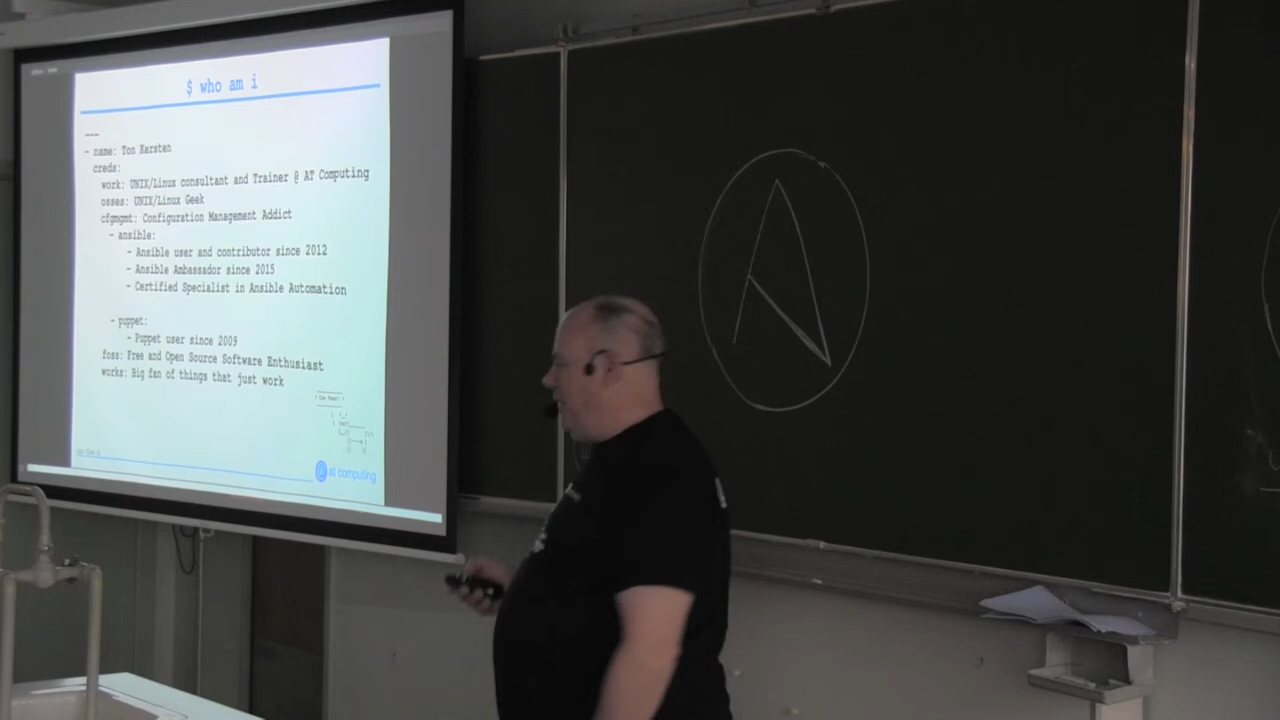 $ who am i
---
- name: Ton Kersten
creds:
work: UNIX/Linux consultant and Trainer @ AT Computing
osses: UNIX/Linux Geek
cfgmgmt: Configuration Management Addict
- ansible:
- Ansible user and contributor since 2012
- Ansible Ambassador since 2015
- Certified Specialist in Ansible Automation
- puppet:
- Puppet user since 2009
foss: Free and Open Source Software Enthusiast
works: Big fan of things that just work
at computing